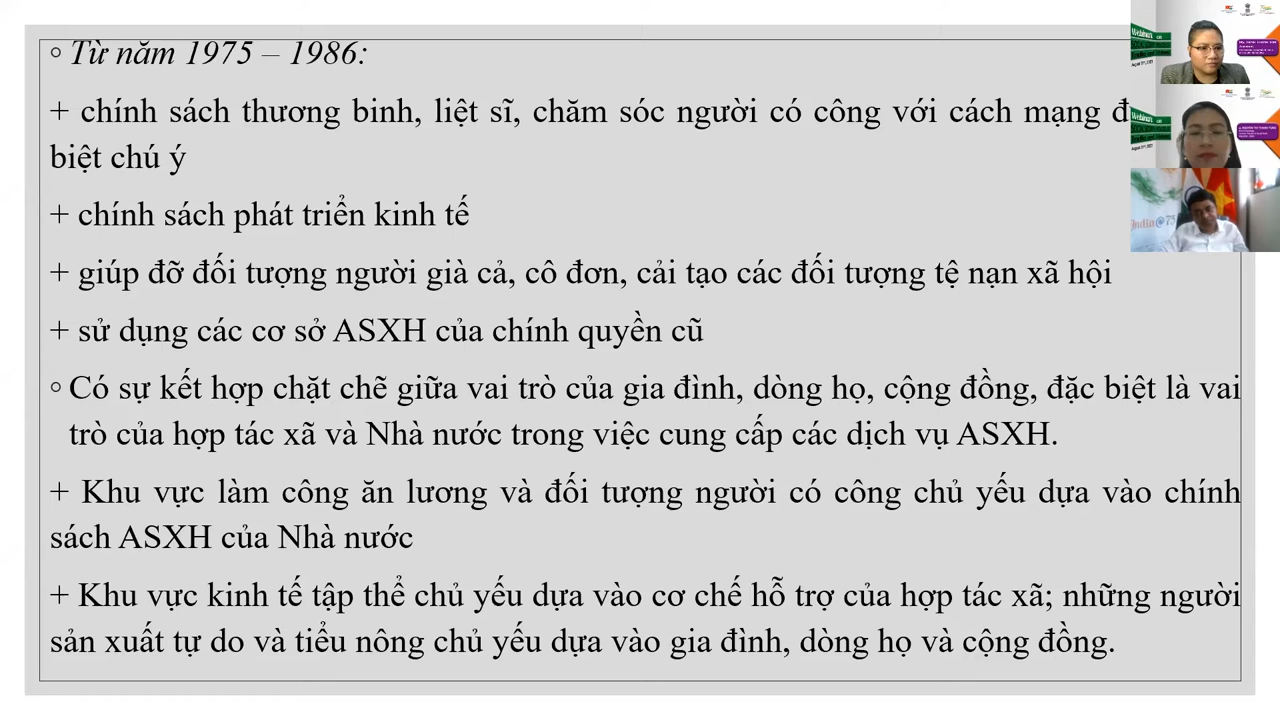 Từ năm 1975 – 1986:
+ chính sách thương binh, liệt sĩ, chăm sóc người có công với cách mạng
biệt chú ý
+ chính sách phát triển kinh tế
+ giúp đỡ đối tượng người già cả, cô đơn, cải tạo các đối tượng tệ nạn xã hội
+ sử dụng các cơ sở ASXH của chính quyền cũ
Có sự kết hợp chặt chẽ giữa vai trò của gia đình, dòng họ, cộng đồng, đặc biệt là vai
trò của hợp tác xã và Nhà nước trong việc cung cấp các dịch vụ ASXH.
+ Khu vực làm công ăn lương và đối tượng người có công chủ yếu dựa vào chính
sách ASXH của Nhà nước
+ Khu vực kinh tế tập thể chủ yếu dựa vào cơ chế hỗ trợ của hợp tác xã; những người
sản xuất tự do và tiểu nông chủ yếu dựa vào gia đình, dòng họ và cộng đồng.
Webinar
Webinar
India@75